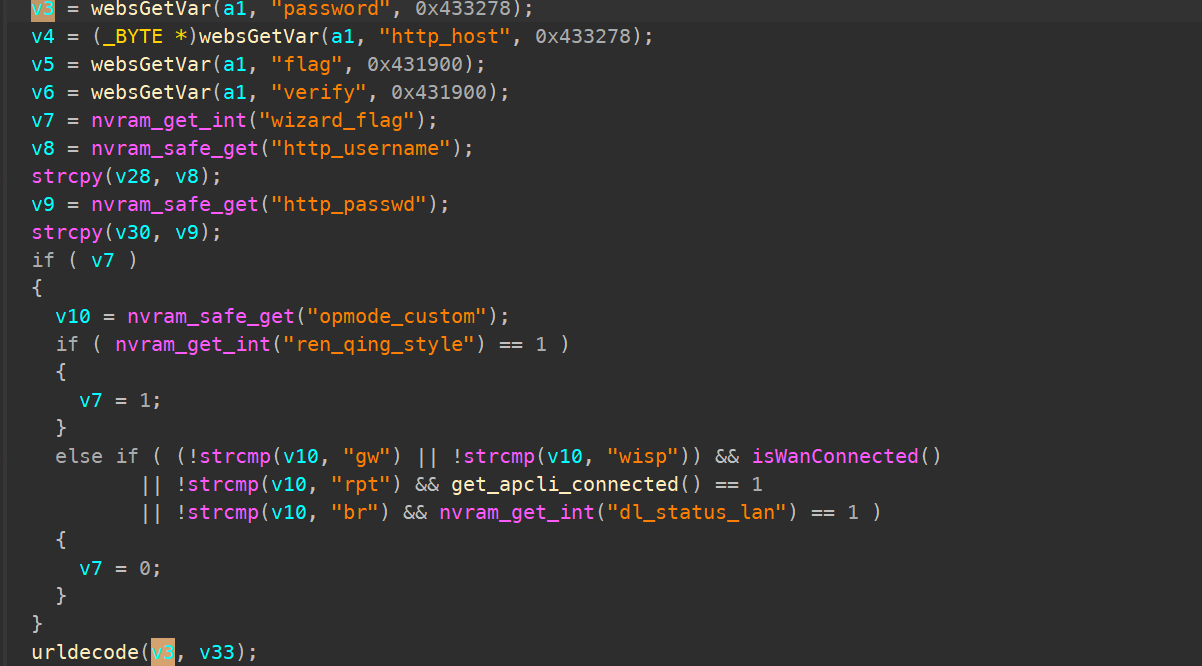 v3 = websGetVar(a1, "password", 0x433278);
v4 = (_BYTE *)websGetVar(a1, "http_host", 0x433278);
v5 = websGetVar(a1, "flag", 0x431900);
v6 = websGetVar(a1, "verify", 0x431900);
v7 = nvram_get_int("wizard_flag");
v8 = nvram_safe_get("http_username");
strcpy(v28, v8);
v9 = nvram_safe_get("http_passwd");
strcpy(v30, v9);
if ( v7 )
{
  v10 = nvram_safe_get("opmode_custom");
  if ( nvram_get_int("ren_qing_style") == 1 )
  {
    v7 = 1;
  }
  else if ( (!strcmp(v10, "gw") || !strcmp(v10, "wisp")) && isWanConnected()
         || !strcmp(v10, "rpt") && get_apcli_connected() == 1
         || !strcmp(v10, "br") && nvram_get_int("dl_status_lan") == 1 )
  {
    v7 = 0;
  }
}
urldecode(v3, v33);